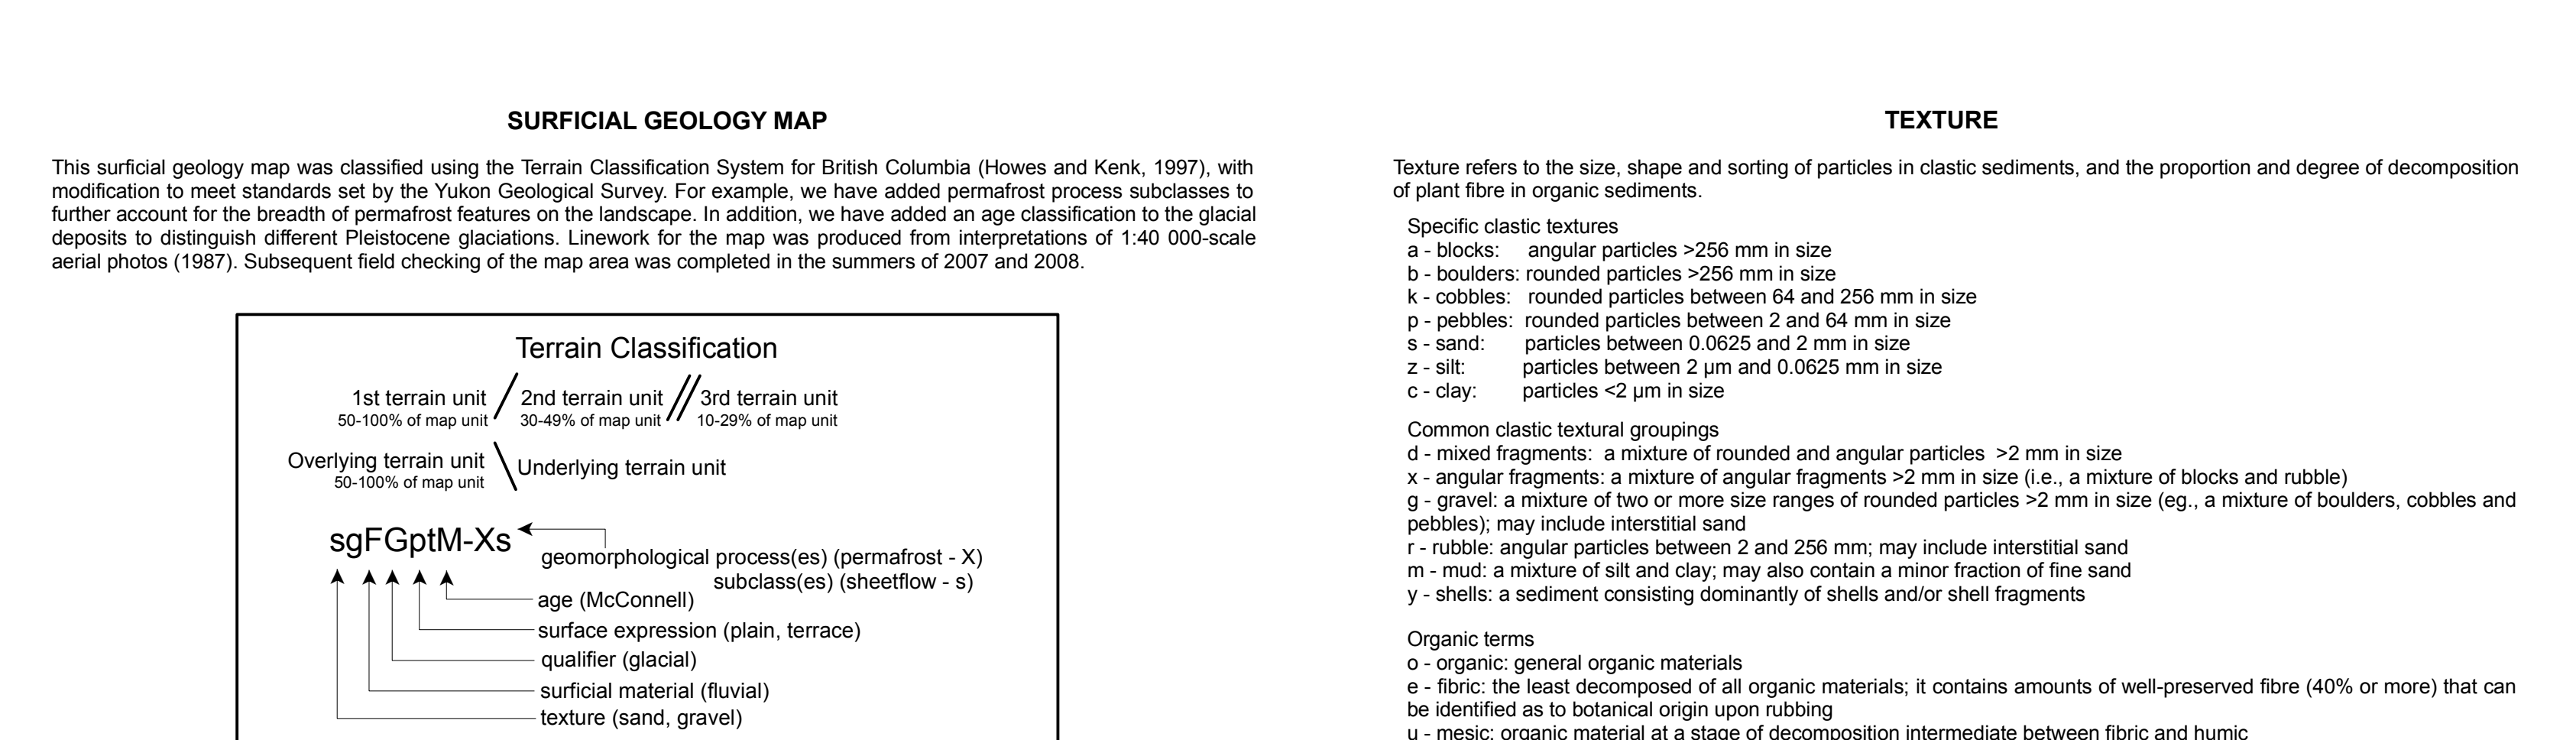 SURFICIAL GEOLOGY MAP
This surficial geology map was classified using the Terrain Classification System for British Columbia (Howes and Kenk, 1997), with
modification to meet standards set by the Yukon Geological Survey. For example, we have added permafrost process subclasses to
further account for the breadth of permafrost features on the landscape. In addition, we have added an age classification to the glacial
deposits to distinguish different Pleistocene glaciations. Linework for the map was produced from interpretations of 1:40 000-scale
aerial photos (1987). Subsequent field checking of the map area was completed in the summers of 2007 and 2008.
Terrain Classification
1st terrain unit / 2nd terrain unit // 3rd terrain unit
50-100% of map unit 30-49% of map unit 10-29% of map unit
Overlying terrain unit \ Underlying terrain unit
50-100% of map unit
sgFGptM-Xs
geomorphological process(es) (permafrost - X)
subclass(es) (sheetflow - s)
age (McConnell)
surface expression (plain, terrace)
qualifier (glacial)
surficial material (fluvial)
texture (sand, gravel)
TEXTURE
Texture refers to the size, shape and sorting of particles in clastic sediments, and the proportion and degree of decomposition
of plant fibre in organic sediments.
Specific clastic textures
a - blocks: angular particles >256 mm in size
b - boulders: rounded particles >256 mm in size
k - cobbles: rounded particles between 64 and 256 mm in size
p - pebbles: rounded particles between 2 and 64 mm in size
s - sand: particles between 0.0625 and 2 mm in size
z - silt: particles between 2 µm and 0.0625 mm in size
c - clay: particles <2 µm in size
Common clastic textural groupings
d - mixed fragments: a mixture of rounded and angular particles >2 mm in size
x - angular fragments: a mixture of angular fragments >2 mm in size (i.e., a mixture of blocks and rubble)
g - gravel: a mixture of two or more size ranges of rounded particles >2 mm in size (eg., a mixture of boulders, cobbles and
pebbles); may include interstitial sand
r - rubble: angular particles between 2 and 256 mm; may include interstitial sand
m - mud: a mixture of silt and clay; may also contain a minor fraction of fine sand
y - shells: a sediment consisting dominantly of shells and/or shell fragments
Organic terms
o - organic: general organic materials
e - fibric: the least decomposed of all organic materials; it contains amounts of well-preserved fibre (40% or more) that can
be identified as to botanical origin upon rubbing
u - mesic: organic material at a stage of decomposition intermediate between fibric and humic